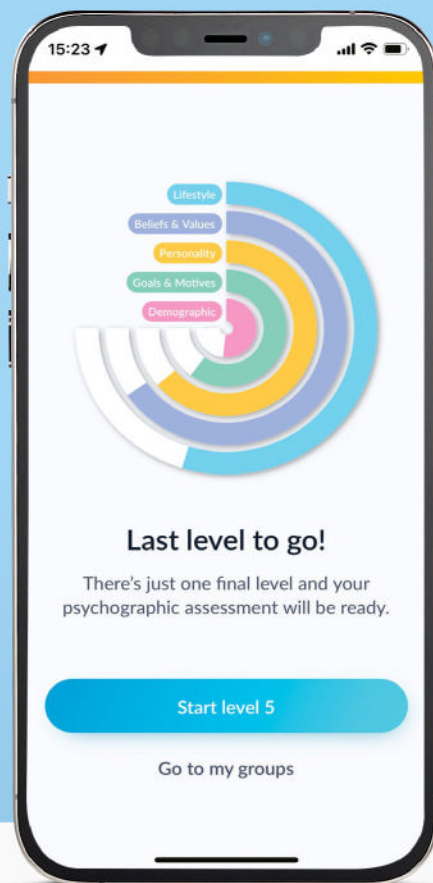 15:23
Lifestyle
Beliefs & Values
Personality
Goals & Motives
Demographic
Last level to go!
There's just one final level and your
psychographic assessment will be ready.
Start level 5
Go to my groups